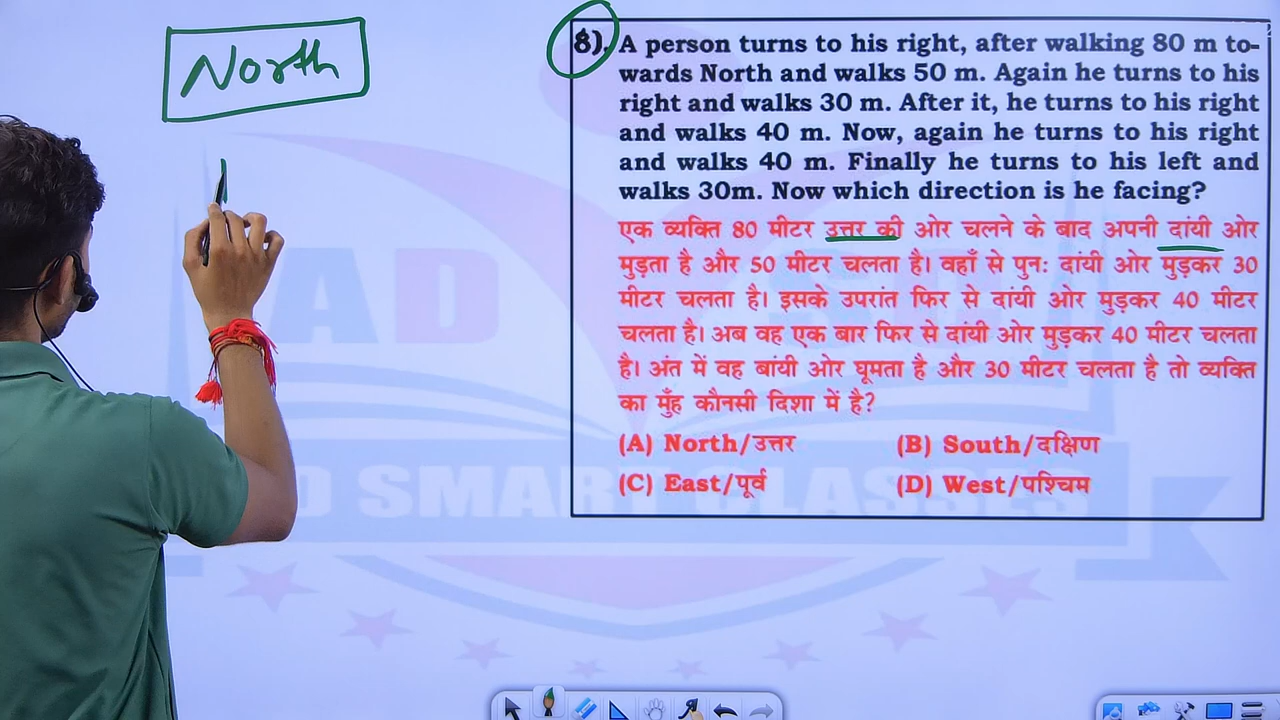 North
8). A person turns to his right, after walking 80 m to-
wards North and walks 50 m. Again he turns to his
right and walks 30 m. After it, he turns to his right
and walks 40 m. Now, again he turns to his right
and walks 40 m. Finally he turns to his left and
walks 30m. Now which direction is he facing?
एक व्यक्ति 80 मीटर उत्तर की ओर चलने के बाद अपनी दांयी ओर
मुड़ता है और 50 मीटर चलता है। वहाँ से पुन: दांयी ओर मुड़कर 30
मीटर चलता है। इसके उपरांत फिर से दांयी ओर मुड़कर 40 मीटर
चलता है। अब वह एक बार फिर से दांयी ओर मुड़कर 40 मीटर चलता
है। अंत में वह बांयी ओर घूमता है और 30 मीटर चलता है तो व्यक्ति
का मुँह कौनसी दिशा में है?
(A) North/उत्तर (B) South/दक्षिण
(C) East/पूर्व (D) West/पश्चिम
AD
D SMART CLASSES